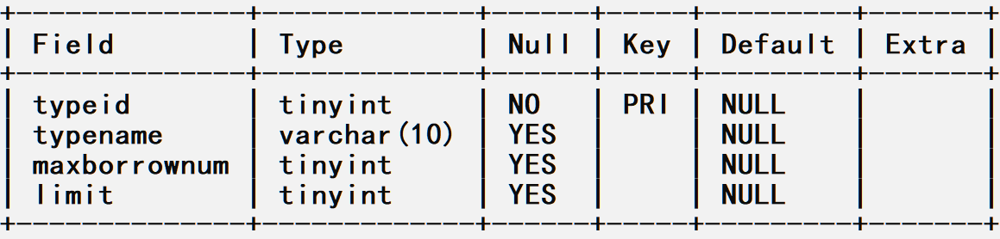 +---------------+-------------+------+-----+---------+-------+
| Field         | Type        | Null | Key | Default | Extra |
+---------------+-------------+------+-----+---------+-------+
| typeid        | tinyint     | NO   | PRI | NULL    |       |
| typename      | varchar(10) | YES  |     | NULL    |       |
| maxborrownum  | tinyint     | YES  |     | NULL    |       |
| limit         | tinyint     | YES  |     | NULL    |       |
+---------------+-------------+------+-----+---------+-------+